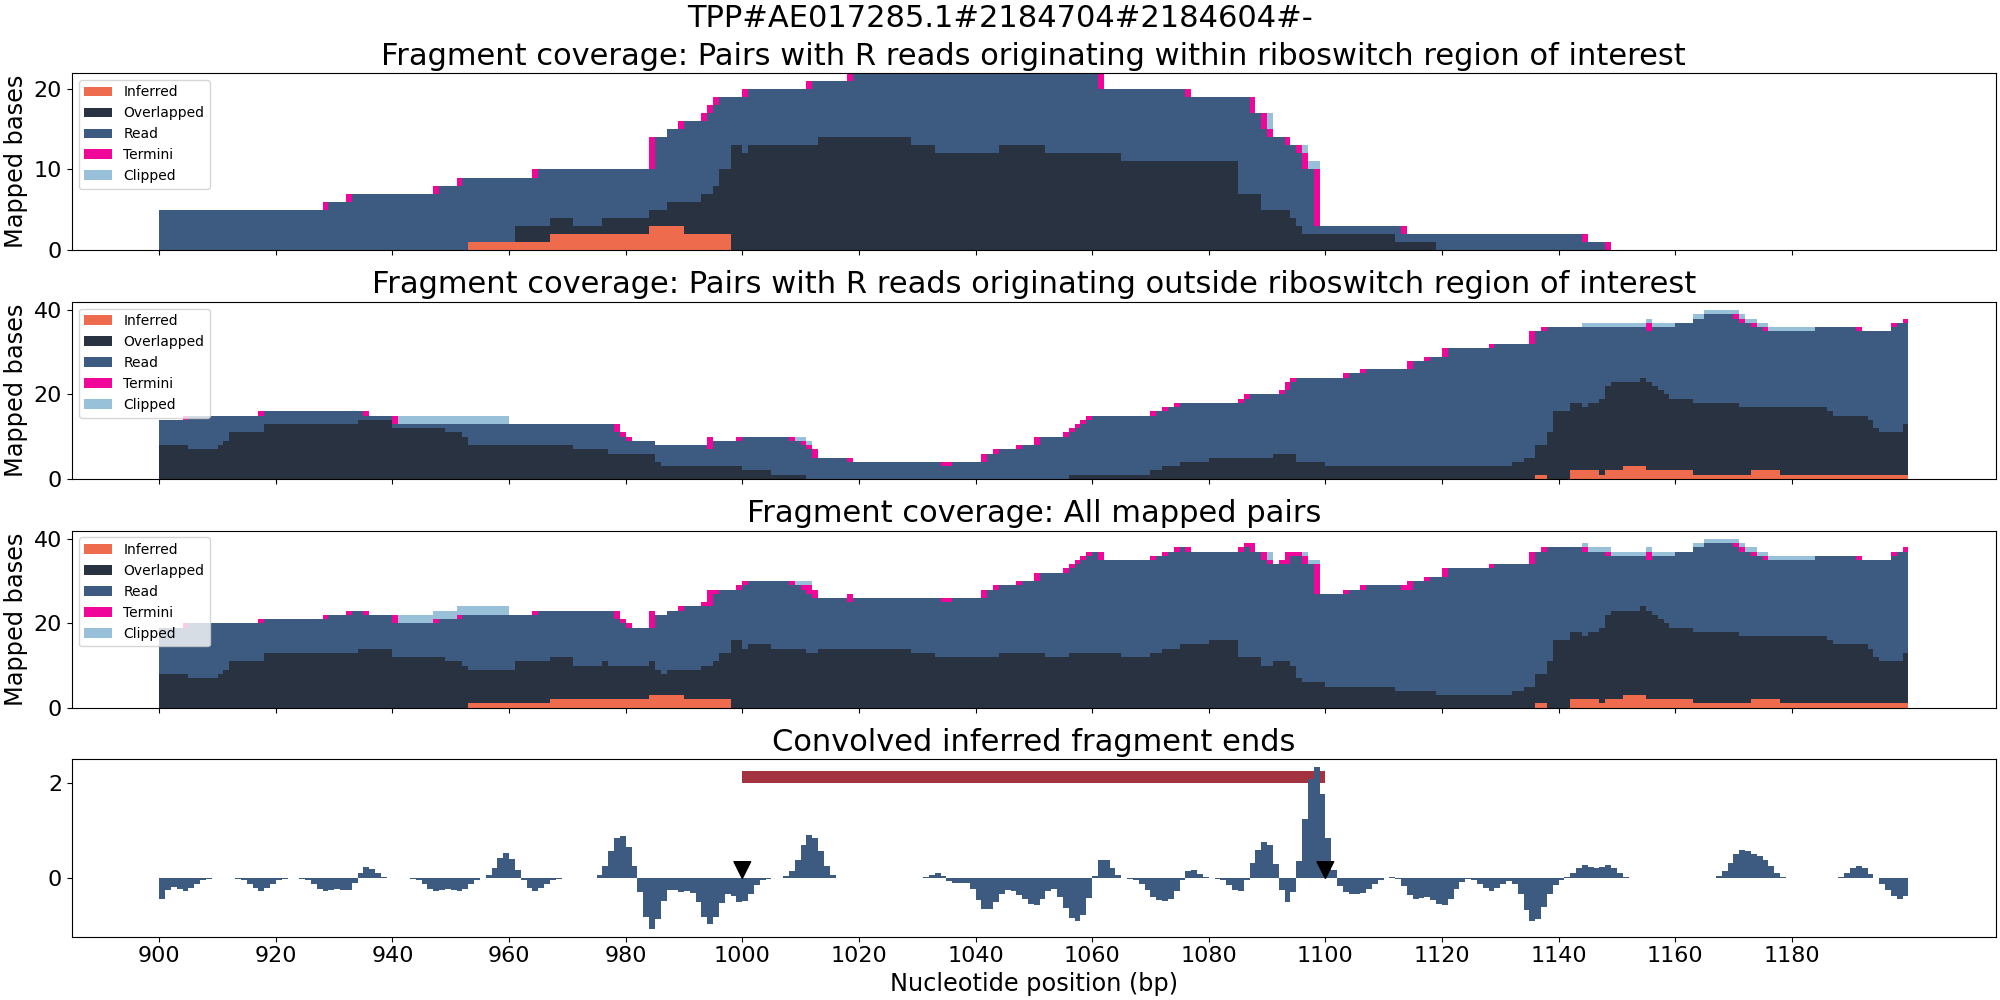 TPP#AE017285.1#2184704#2184604#-
Fragment coverage: Pairs with R reads originating within riboswitch region of interest
Mapped bases
20
10
0
Inferred
Overlapped
Read
Termini
Clipped
Fragment coverage: Pairs with R reads originating outside riboswitch region of interest
Mapped bases
40
20
0
Inferred
Overlapped
Read
Termini
Clipped
Fragment coverage: All mapped pairs
Mapped bases
40
20
0
Inferred
Overlapped
Read
Termini
Clipped
Convolved inferred fragment ends
2
0
900 920 940 960 980 1000 1020 1040 1060 1080 1100 1120 1140 1160 1180
Nucleotide position (bp)